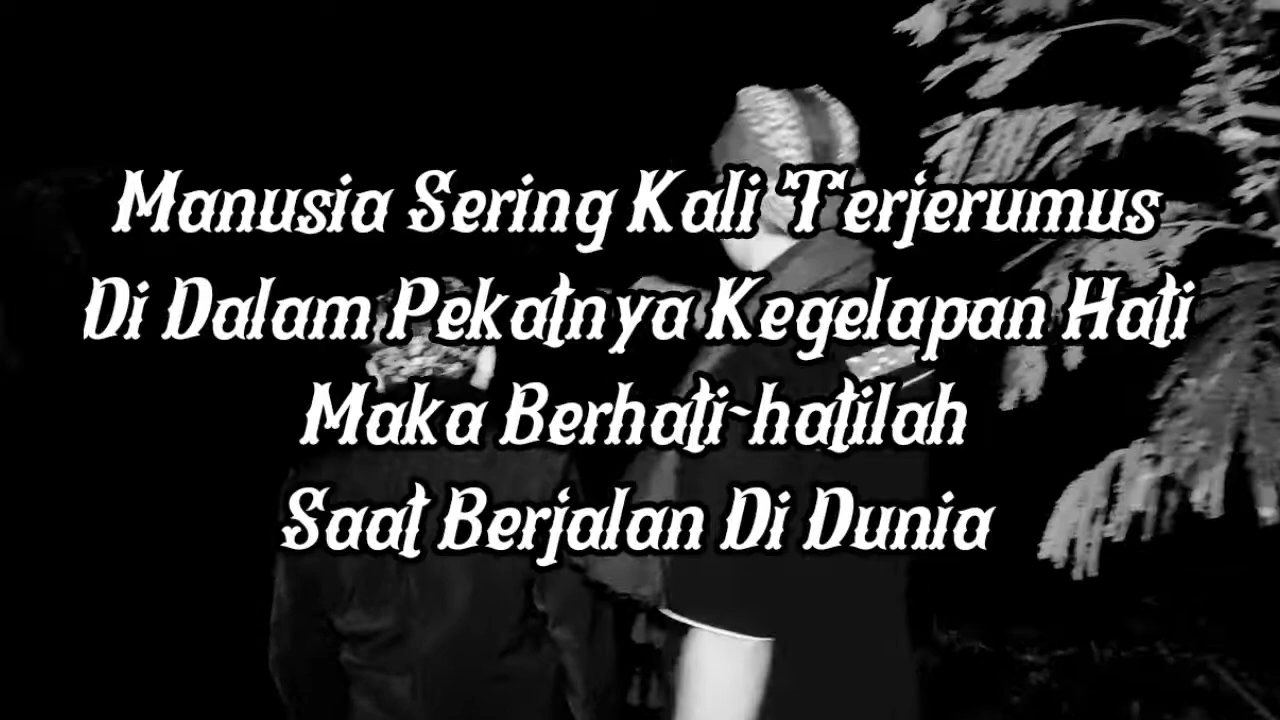 Manusia Sering Kali Terjerumus
Di Dalam Pekatnya Kegelapan Hati
Maka Berhati-hatilah
Saat Berjalan Di Dunia